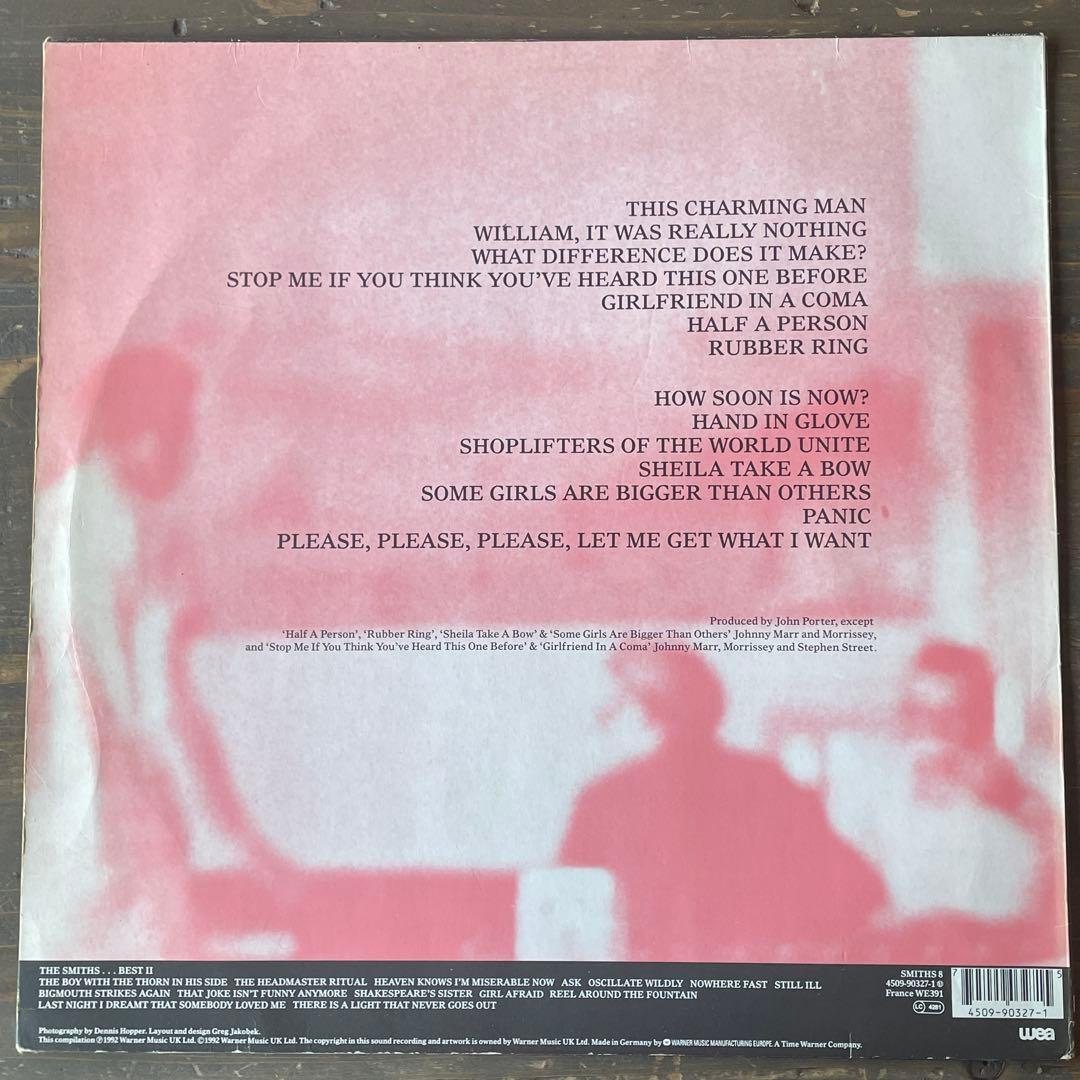 THIS CHARMING MAN
WILLIAM, IT WAS REALLY NOTHING
WHAT DIFFERENCE DOES IT MAKE?
STOP ME IF YOU THINK YOU'VE HEARD THIS ONE BEFORE
GIRLFRIEND IN A COMA
HALF A PERSON
RUBBER RING
HOW SOON IS NOW?
HAND IN GLOVE
SHOPLIFTERS OF THE WORLD UNITE
SHEILA TAKE A BOW
SOME GIRLS ARE BIGGER THAN OTHERS
PANIC
PLEASE, PLEASE, PLEASE, LET ME GET WHAT I WANT
Produced by John Porter, except
'Half A Person', 'Rubber Ring', 'Sheila Take A Bow' & 'Some Girls Are Bigger Than Others' Johnny Marr and Morrissey,
and 'Stop Me If You Think You've Heard This One Before' & 'Girlfriend In A Coma' Johnny Marr, Morrissey and Stephen Street.
THE SMITHS . . . BEST II
THE BOY WITH THE THORN IN HIS SIDE THE HEADMASTER RITUAL HEAVEN KNOWS I'M MISERABLE NOW ASK OSCILLATE WILDLY NOWHERE FAST STILL ILL
BIGMOUTH STRIKES AGAIN THAT JOKE ISN'T FUNNY ANYMORE SHAKESPEARE'S SISTER GIRL AFRAID REEL AROUND THE FOUNTAIN
LAST NIGHT I DREAMT THAT SOMEBODY LOVED ME THERE IS A LIGHT THAT NEVER GOES OUT
Photography by Dennis Hopper. Layout and design Greg Jakobek.
This compilation ℗1992 Warner Music UK Ltd. ©1992 Warner Music UK Ltd. The copyright in this sound recording and artwork is owned by Warner Music UK Ltd. Made in Germany by WARNER MUSIC MANUFACTURING EUROPE. A Time Warner Company.
SMITHS 8
4509-90327-1
France WE391
LC 4281
7 5
4509-90327-1
wea